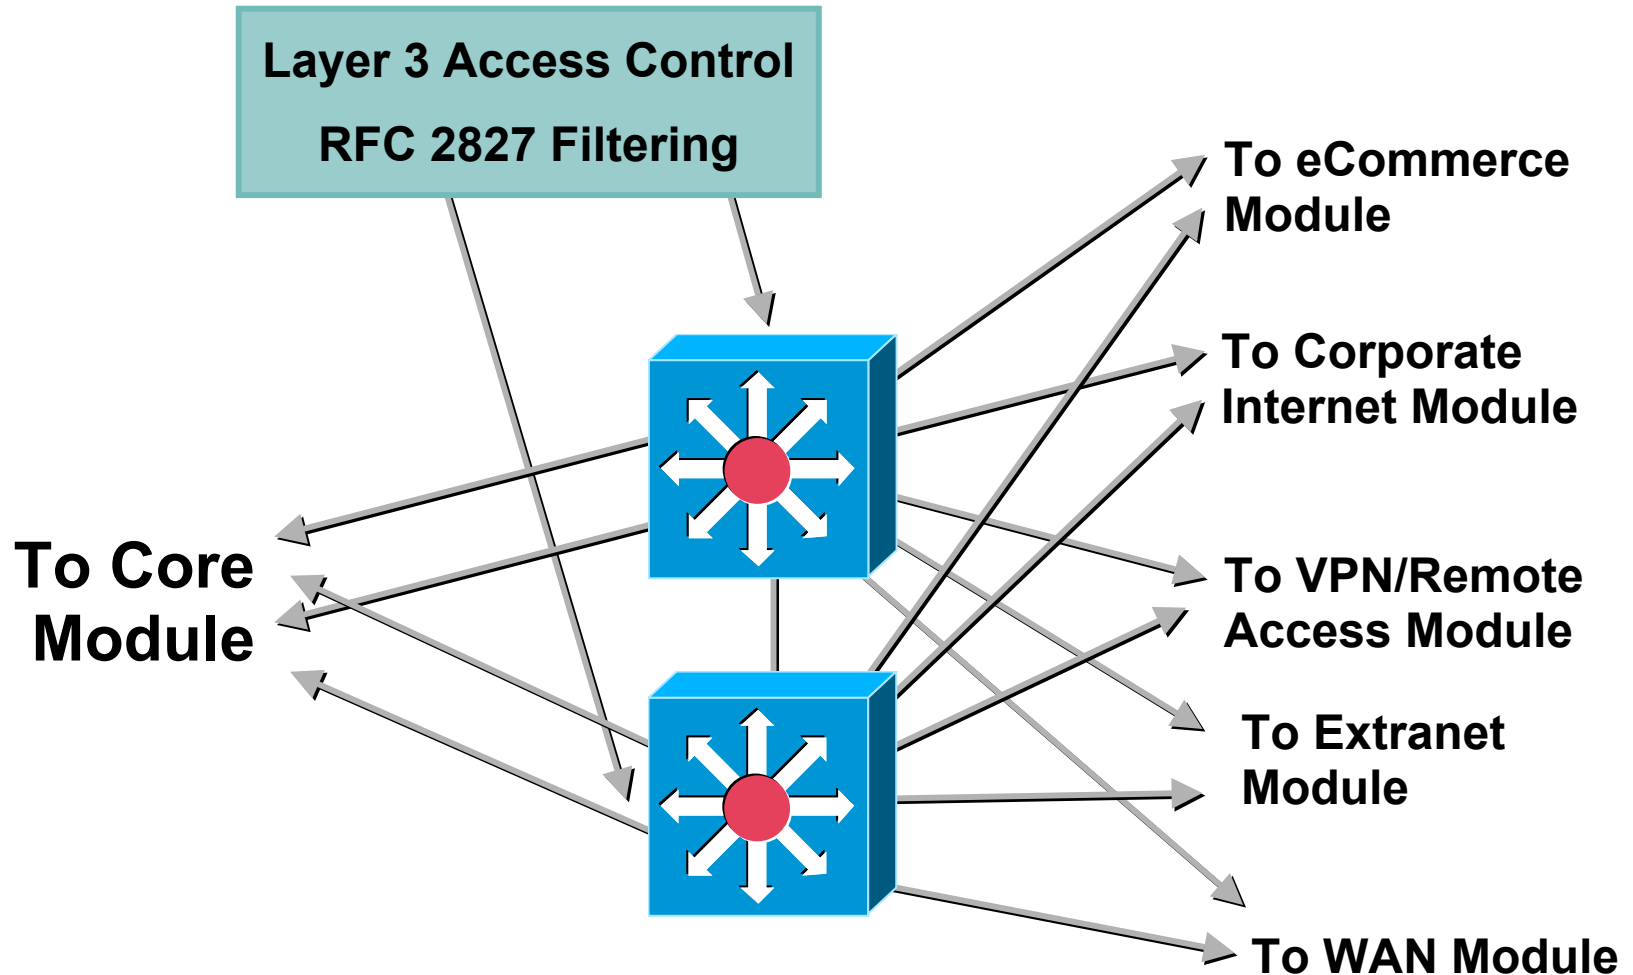 Layer 3 Access Control
RFC 2827 Filtering
To eCommerce
Module
To Corporate
Internet Module
To Core
Module
To VPN/Remote
Access Module
To Extranet
Module
To WAN Module